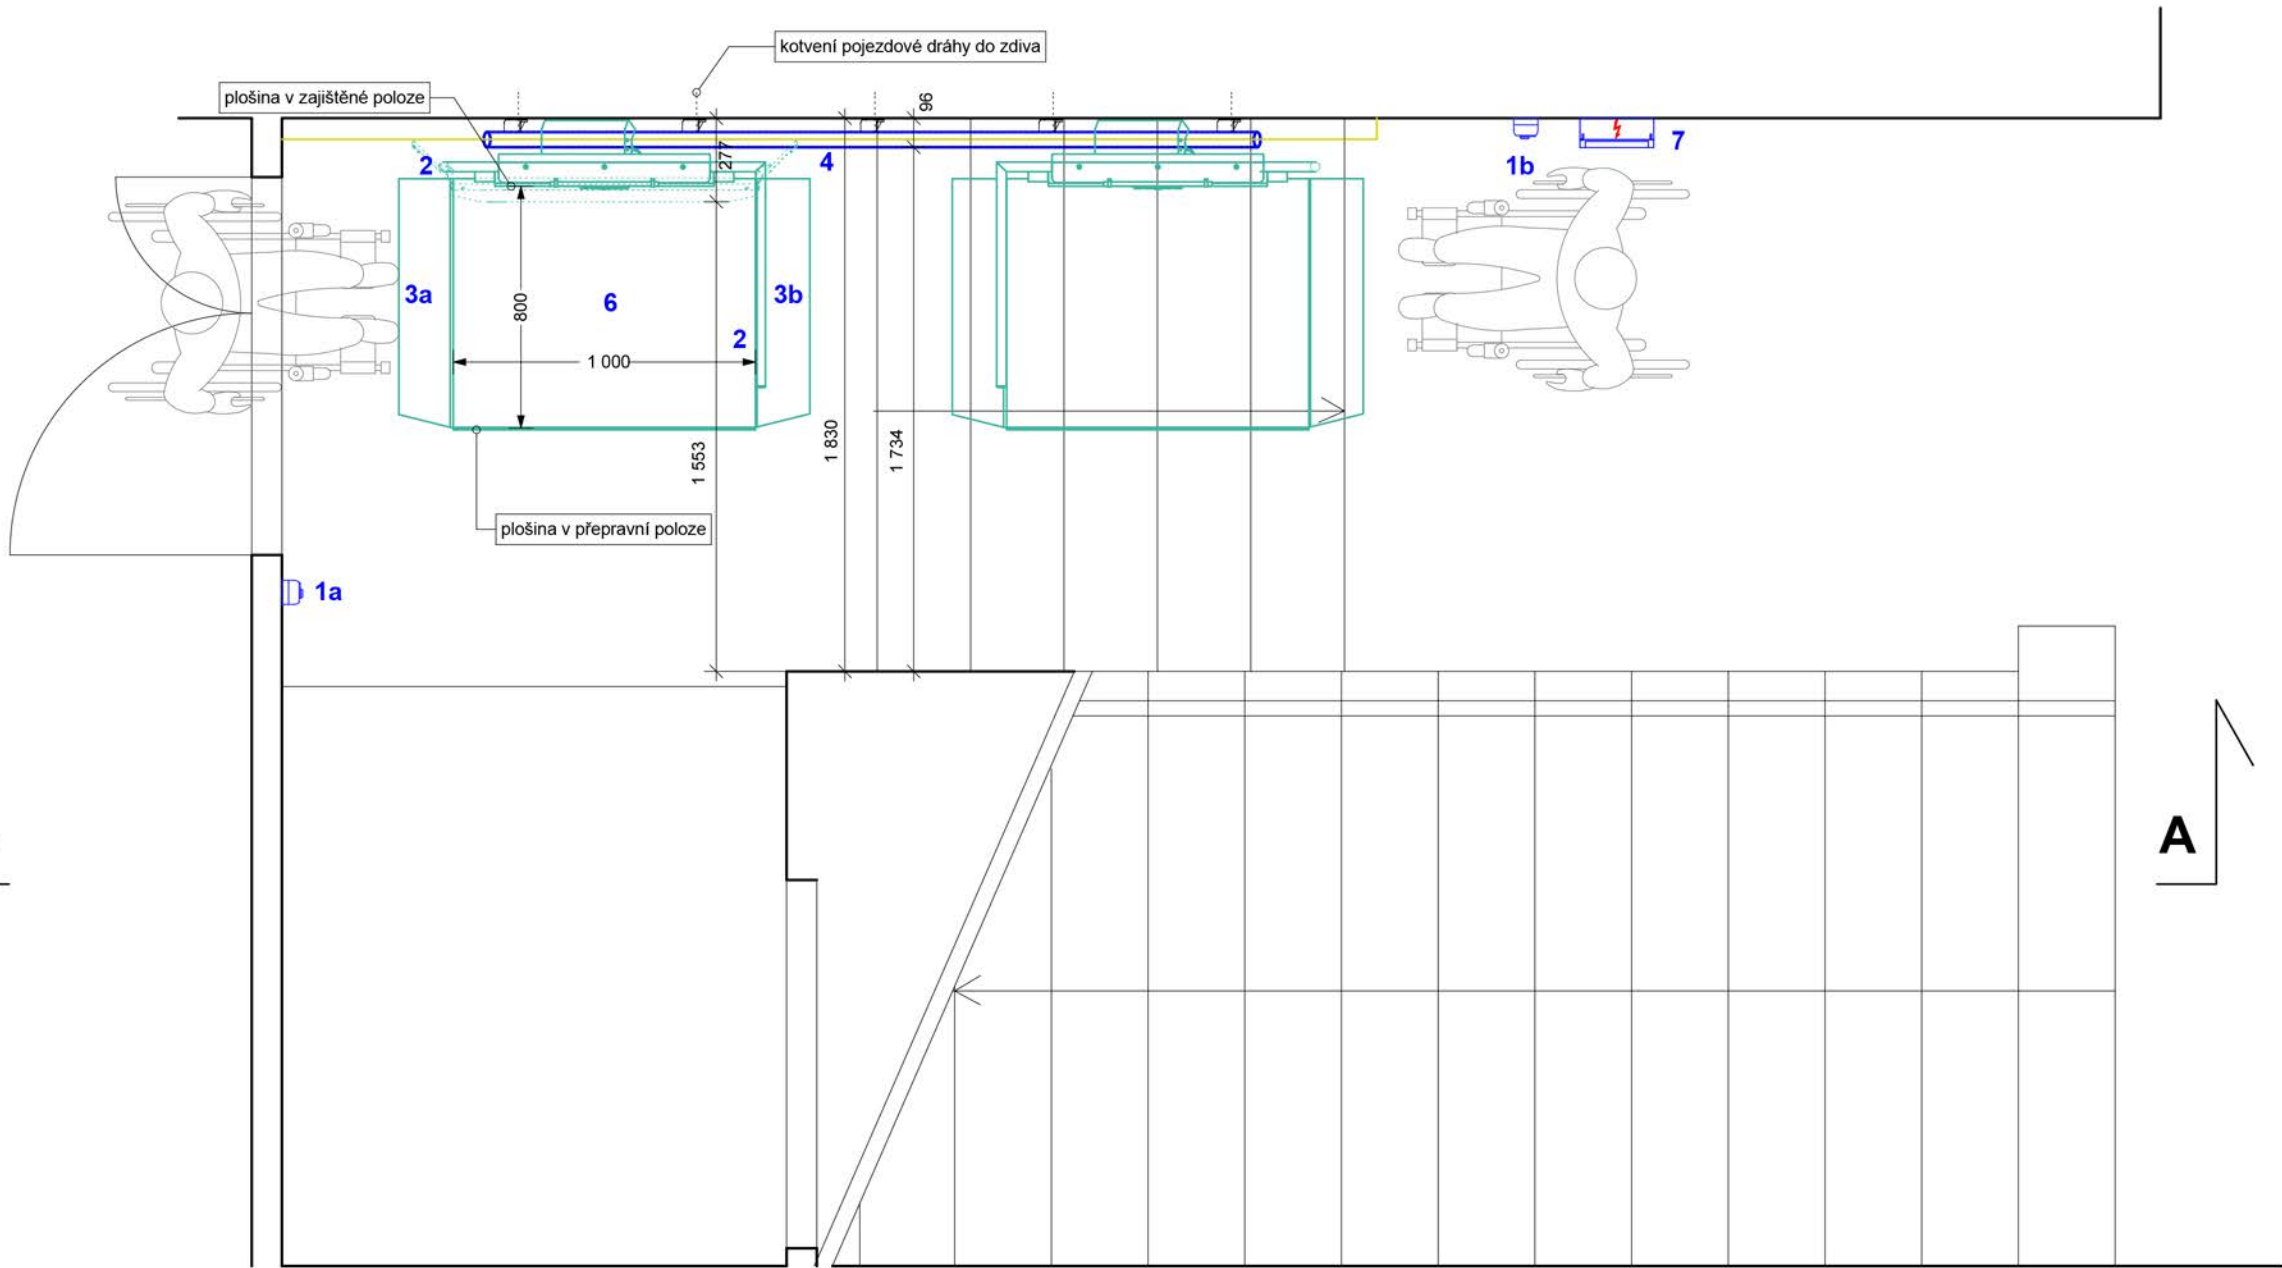 kotvení pojezdové dráhy do zdiva
plošina v zajištěné poloze
96
277
2
4
1b
7
3a
800
6
3b
2
1 000
1 553
1 830
1 734
plošina v přepravní poloze
1a
A